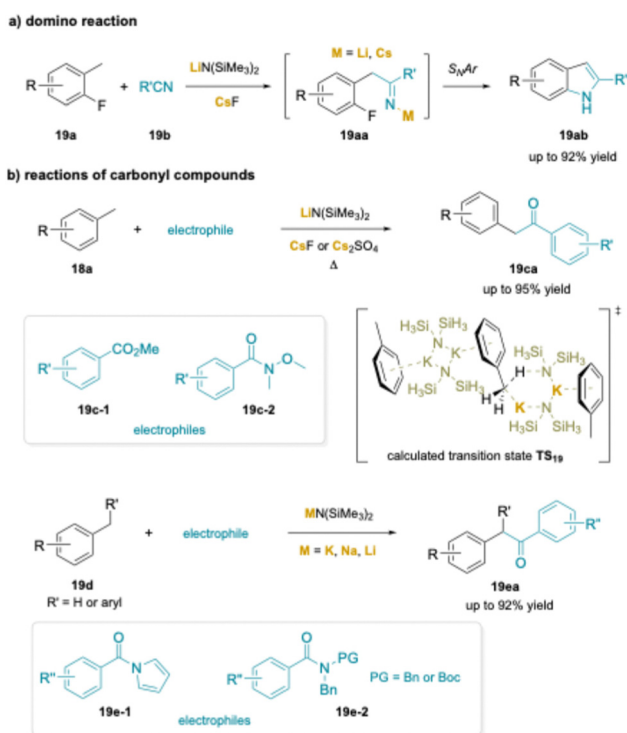 a) domino reaction
R
F
19a
+
R'CN
19b
LiN(SiMe₃)₂
CsF
M = Li, Cs
R
R'
F
N
M
19aa
SNAr
R
R'
N
H
19ab
up to 92% yield
b) reactions of carbonyl compounds
R
18a
+
electrophile
LiN(SiMe₃)₂
CsF or Cs₂SO₄
Δ
R
O
R'
19ca
up to 95% yield
R'
CO₂Me
19c-1
R'
O
N
O
19c-2
electrophiles
‡
H₃Si
SiH₃
N
K
K
N
H₃Si
SiH₃
H
H
H
H₃Si
SiH₃
N
K
K
N
H₃Si
SiH₃
calculated transition state TS₁₉
R
R'
19d
R' = H or aryl
+
electrophile
MN(SiMe₃)₂
M = K, Na, Li
R
R'
O
R''
19ea
up to 92% yield
R''
O
N
19e-1
R''
O
N
PG
Bn
19e-2
PG = Bn or Boc
electrophiles